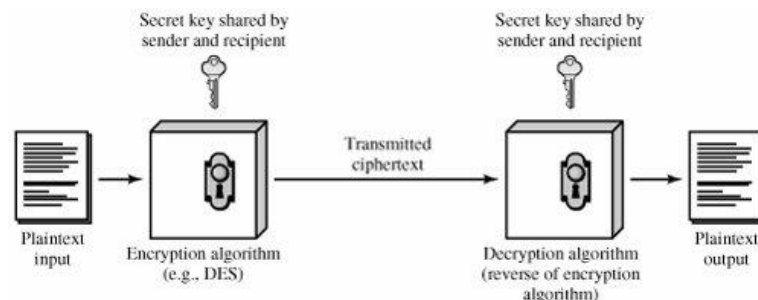 Secret key shared by
sender and recipient
Secret key shared by
sender and recipient
Transmitted
ciphertext
Plaintext
input
Encryption algorithm
(e.g., DES)
Decryption algorithm
(reverse of encryption
algorithm)
Plaintext
output